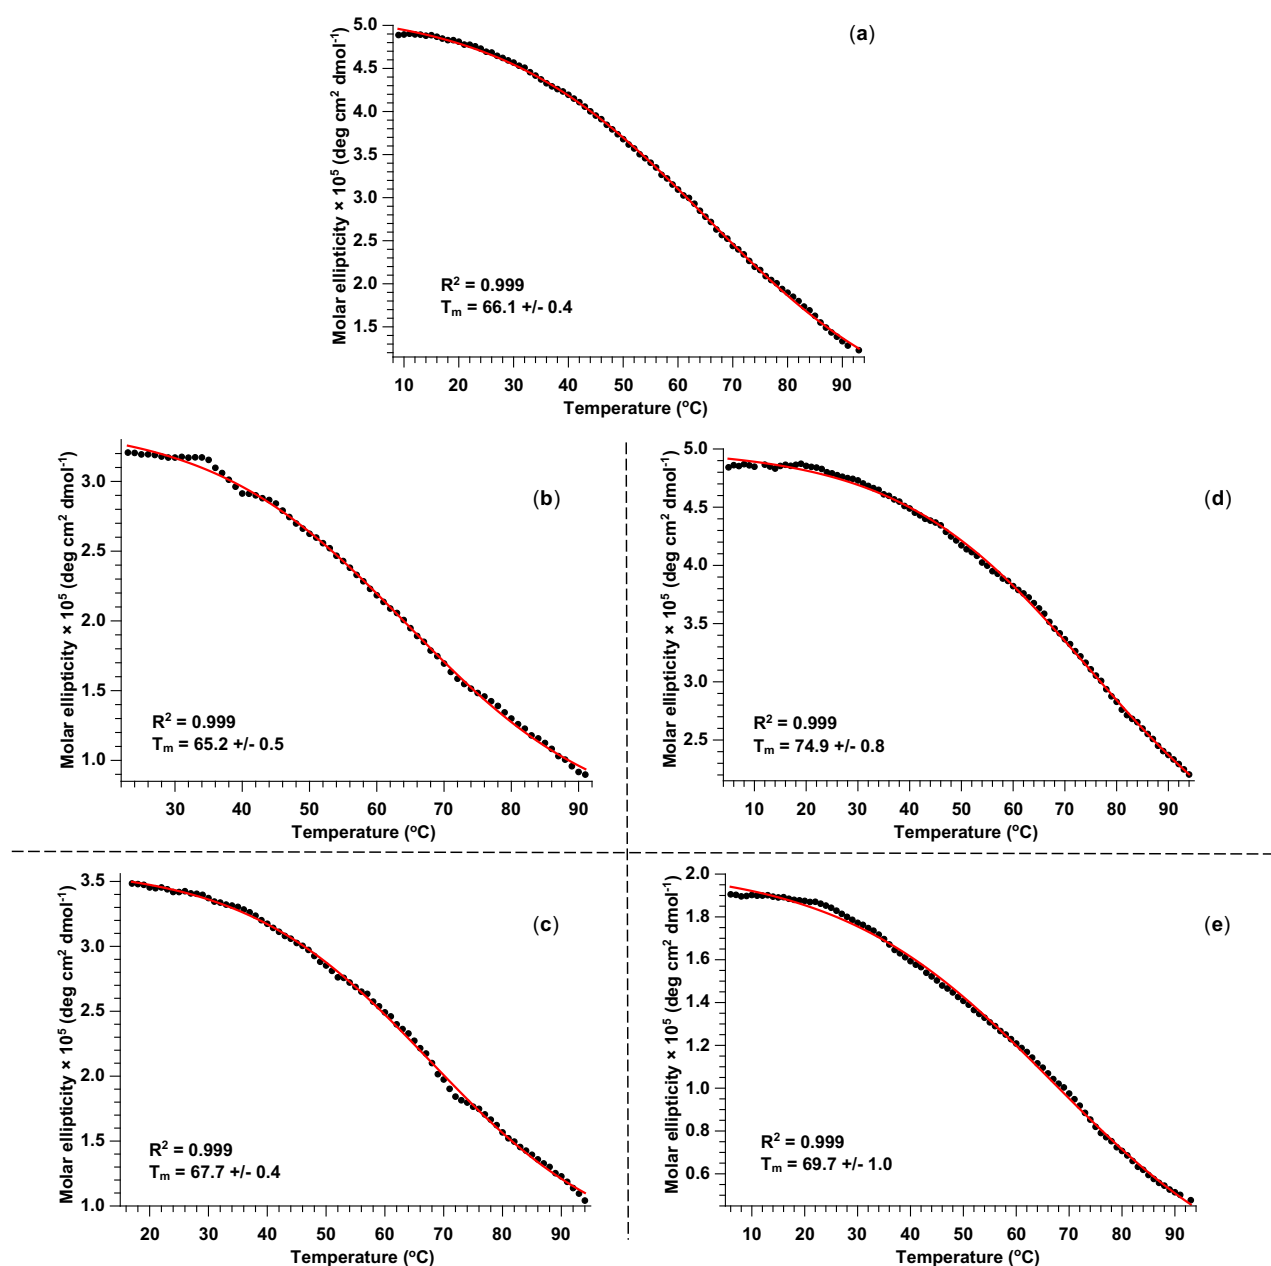 (a)
Molar ellipticity × 10⁵ (deg cm² dmol⁻¹)
5.0
4.5
4.0
3.5
3.0
2.5
2.0
1.5
R² = 0.999
Tₘ = 66.1 +/- 0.4
10 20 30 40 50 60 70 80 90
Temperature (°C)
(b)
Molar ellipticity × 10⁵ (deg cm² dmol⁻¹)
3.0
2.5
2.0
1.5
1.0
R² = 0.999
Tₘ = 65.2 +/- 0.5
30 40 50 60 70 80 90
Temperature (°C)
(d)
Molar ellipticity × 10⁵ (deg cm² dmol⁻¹)
5.0
4.5
4.0
3.5
3.0
2.5
R² = 0.999
Tₘ = 74.9 +/- 0.8
10 20 30 40 50 60 70 80 90
Temperature (°C)
(c)
Molar ellipticity × 10⁵ (deg cm² dmol⁻¹)
3.5
3.0
2.5
2.0
1.5
1.0
R² = 0.999
Tₘ = 67.7 +/- 0.4
20 30 40 50 60 70 80 90
Temperature (°C)
(e)
Molar ellipticity × 10⁵ (deg cm² dmol⁻¹)
2.0
1.8
1.6
1.4
1.2
1.0
0.8
0.6
R² = 0.999
Tₘ = 69.7 +/- 1.0
10 20 30 40 50 60 70 80 90
Temperature (°C)